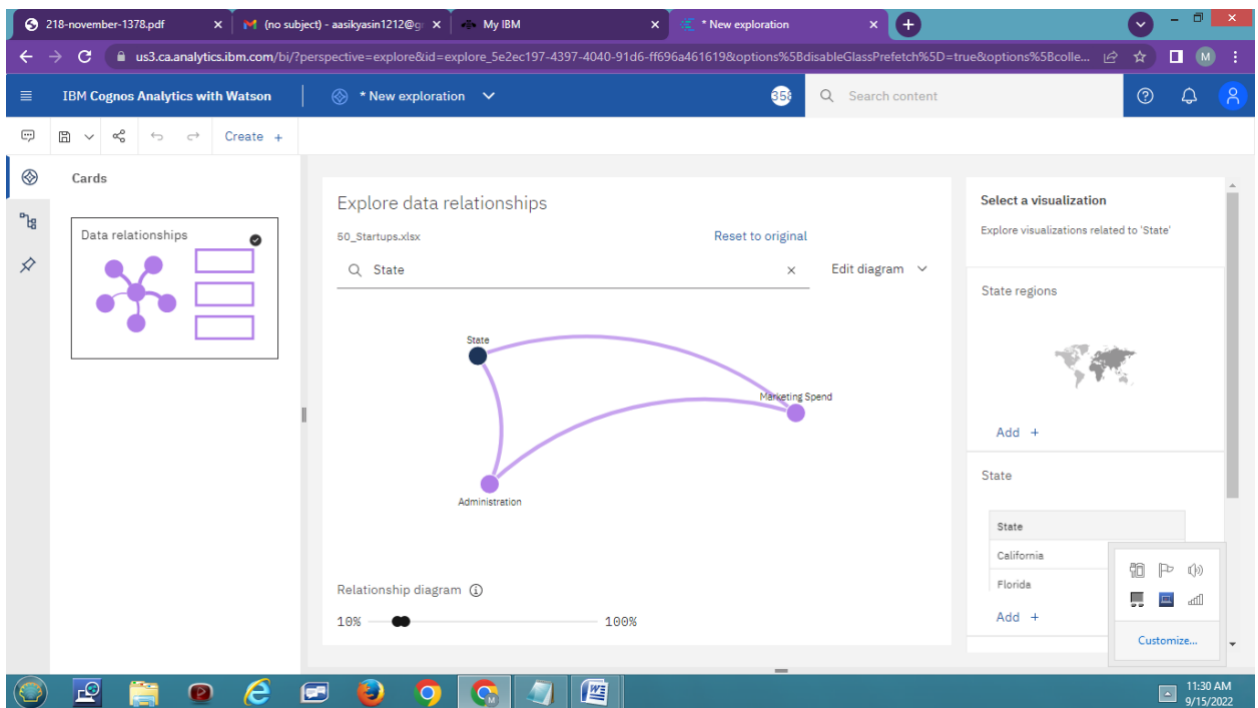 218-november-1378.pdf
(no subject) - aasikyasin1212@g
My IBM
* New exploration
us3.ca.analytics.ibm.com/bi/?perspective=explore&id=explore_5e2ec197-4397-4040-91d6-ff696a461619&options%5BdisableGlassPrefetch%5D=true&options%5Bcolle...
M
IBM Cognos Analytics with Watson
* New exploration
358
Search content
Create +
Cards
Data relationships
Explore data relationships
50_Startups.xlsx
Reset to original
State
Edit diagram
State
Marketing Spend
Administration
Relationship diagram
10%
100%
Select a visualization
Explore visualizations related to 'State'
State regions
Add +
State
State
California
Florida
Add +
Customize...
11:30 AM
9/15/2022